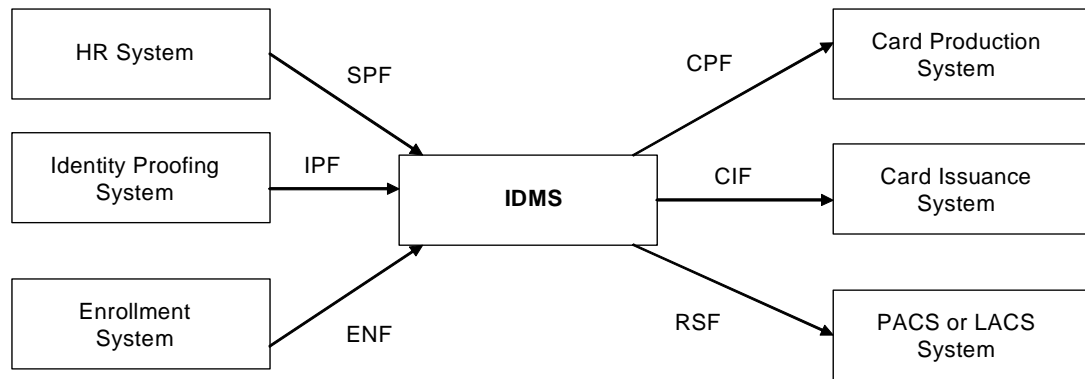 HR System
SPF
Identity Proofing
System
IPF
Enrollment
System
ENF
IDMS
CPF
Card Production
System
CIF
Card Issuance
System
RSF
PACS or LACS
System